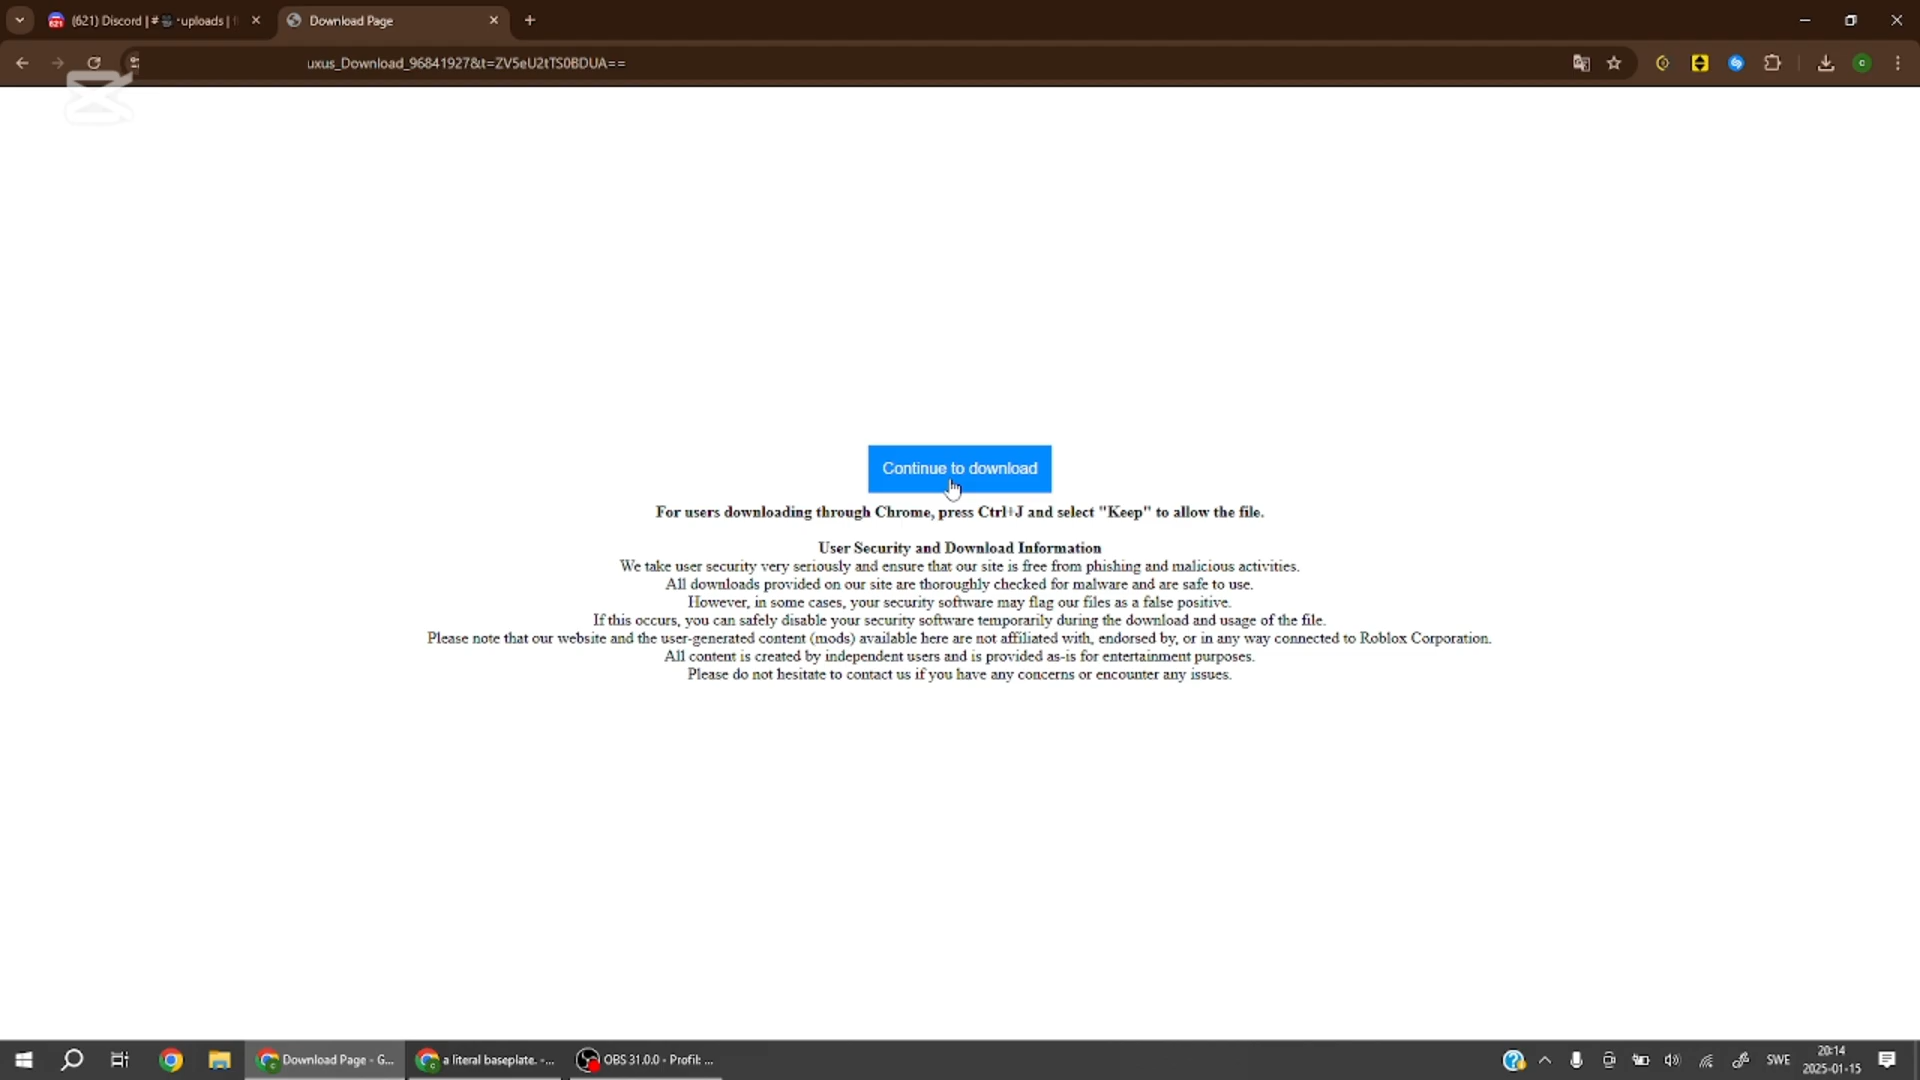 (621) Discord | # uploads |
Download Page
uxus_Download_96841927&t=ZV5eU2tTS0BDUA==
Continue to download
For users downloading through Chrome, press Ctrl+J and select "Keep" to allow the file.
User Security and Download Information
We take user security very seriously and ensure that our site is free from phishing and malicious activities.
All downloads provided on our site are thoroughly checked for malware and are safe to use.
However, in some cases, your security software may flag our files as a false positive.
If this occurs, you can safely disable your security software temporarily during the download and usage of the file.
Please note that our website and the user-generated content (mods) available here are not affiliated with, endorsed by, or in any way connected to Roblox Corporation.
All content is created by independent users and is provided as-is for entertainment purposes.
Please do not hesitate to contact us if you have any concerns or encounter any issues.
Download Page - G...
a literal baseplate. -...
OBS 31.0.0 - Profil: ...
SWE
20:14
2025-01-15